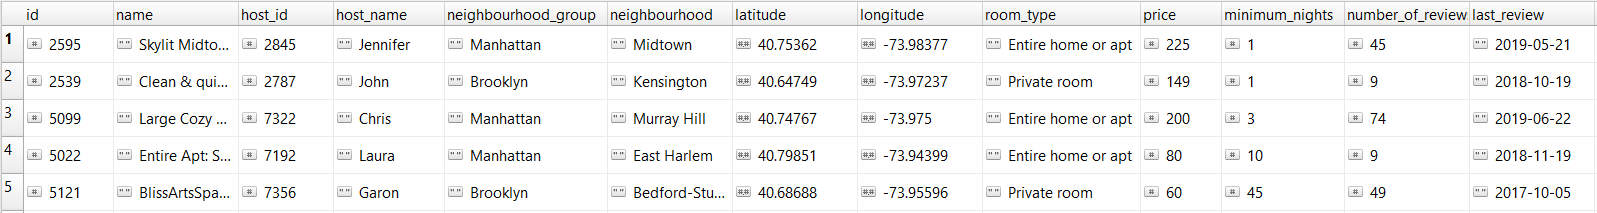 id name host_id host_name neighbourhood_group neighbourhood latitude longitude room_type price minimum_nights number_of_review last_review
1 # 2595 "" Skylit Midto... # 2845 "" Jennifer "" Manhattan "" Midtown ## 40.75362 ## -73.98377 "" Entire home or apt # 225 # 1 # 45 "" 2019-05-21
2 # 2539 "" Clean & qui... # 2787 "" John "" Brooklyn "" Kensington ## 40.64749 ## -73.97237 "" Private room # 149 # 1 # 9 "" 2018-10-19
3 # 5099 "" Large Cozy ... # 7322 "" Chris "" Manhattan "" Murray Hill ## 40.74767 ## -73.975 "" Entire home or apt # 200 # 3 # 74 "" 2019-06-22
4 # 5022 "" Entire Apt: S... # 7192 "" Laura "" Manhattan "" East Harlem ## 40.79851 ## -73.94399 "" Entire home or apt # 80 # 10 # 9 "" 2018-11-19
5 # 5121 "" BlissArtsSpa... # 7356 "" Garon "" Brooklyn "" Bedford-Stu... ## 40.68688 ## -73.95596 "" Private room # 60 # 45 # 49 "" 2017-10-05